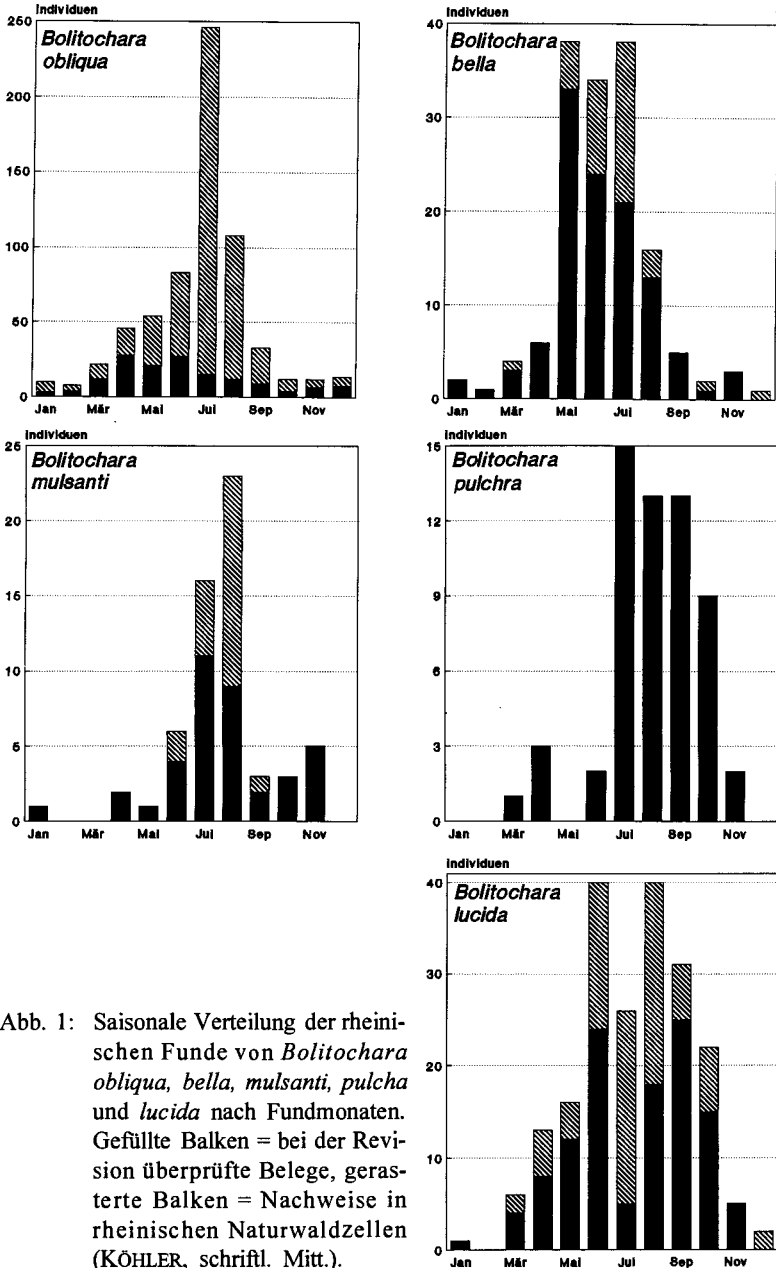 Individuen
Bolitochara
obliqua
250
200
150
100
50
0
Jan Mär Mai Jul Sep Nov
Individuen
Bolitochara
bella
40
30
20
10
0
Jan Mär Mai Jul Sep Nov
Individuen
Bolitochara
mulsanti
25
20
15
10
5
0
Jan Mär Mai Jul Sep Nov
Individuen
Bolitochara
pulchra
15
12
9
6
3
0
Jan Mär Mai Jul Sep Nov
Individuen
Bolitochara
lucida
40
30
20
10
0
Jan Mär Mai Jul Sep Nov
Abb. 1: Saisonale Verteilung der rheini-
schen Funde von Bolitochara
obliqua, bella, mulsanti, pulcha
und lucida nach Fundmonaten.
Gefüllte Balken = bei der Revi-
sion überprüfte Belege, geras-
terte Balken = Nachweise in
rheinischen Naturwaldzellen
(KÖHLER, schriftl. Mitt.).